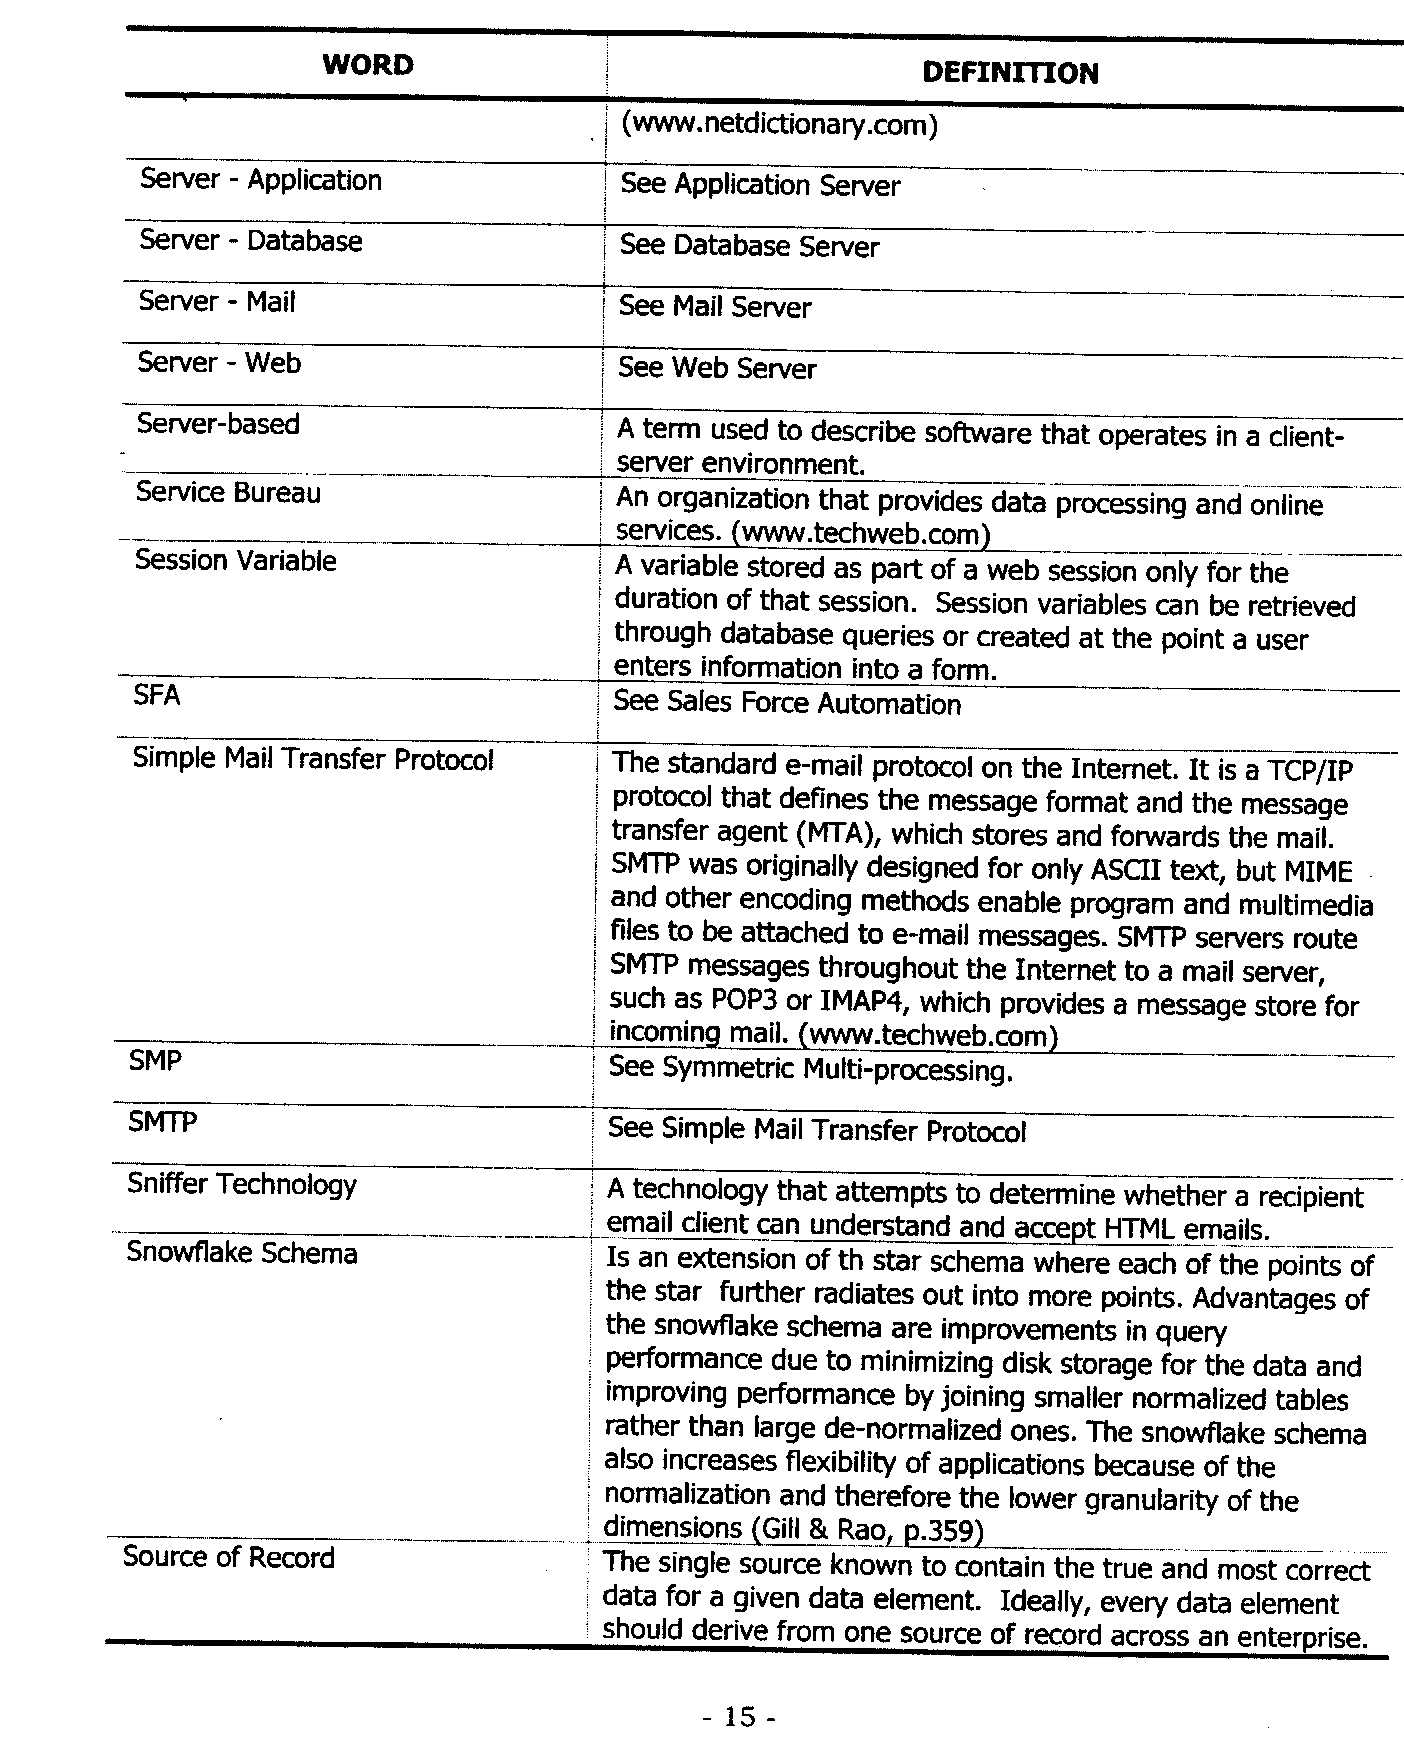 WORD DEFINITION
(www.netdictionary.com)
Server - Application See Application Server
Server - Database See Database Server
Server - Mail See Mail Server
Server - Web See Web Server
Server-based A term used to describe software that operates in a client-
server environment.
Service Bureau An organization that provides data processing and online
services. (www.techweb.com)
Session Variable A variable stored as part of a web session only for the
duration of that session.  Session variables can be retrieved
through database queries or created at the point a user
enters information into a form.
SFA See Sales Force Automation
Simple Mail Transfer Protocol The standard e-mail protocol on the Internet. It is a TCP/IP
protocol that defines the message format and the message
transfer agent (MTA), which stores and forwards the mail.
SMTP was originally designed for only ASCII text, but MIME
and other encoding methods enable program and multimedia
files to be attached to e-mail messages. SMTP servers route
SMTP messages throughout the Internet to a mail server,
such as POP3 or IMAP4, which provides a message store for
incoming mail. (www.techweb.com)
SMP See Symmetric Multi-processing.
SMTP See Simple Mail Transfer Protocol
Sniffer Technology A technology that attempts to determine whether a recipient
email client can understand and accept HTML emails.
Snowflake Schema Is an extension of th star schema where each of the points of
the star  further radiates out into more points. Advantages of
the snowflake schema are improvements in query
performance due to minimizing disk storage for the data and
improving performance by joining smaller normalized tables
rather than large de-normalized ones. The snowflake schema
also increases flexibility of applications because of the
normalization and therefore the lower granularity of the
dimensions (Gill & Rao, p.359)
Source of Record The single source known to contain the true and most correct
data for a given data element.  Ideally, every data element
should derive from one source of record across an enterprise.
- 15 -